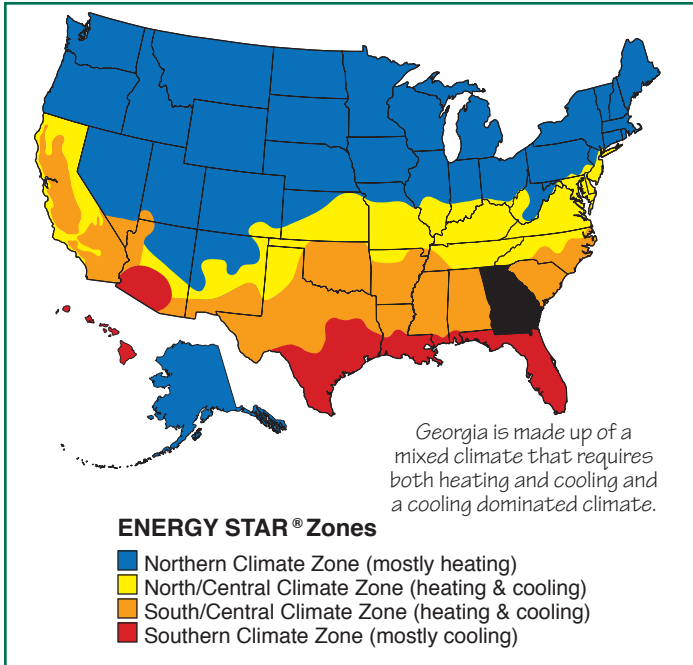 Georgia is made up of a
mixed climate that requires
both heating and cooling and
a cooling dominated climate.
ENERGY STAR® Zones
Northern Climate Zone (mostly heating)
North/Central Climate Zone (heating & cooling)
South/Central Climate Zone (heating & cooling)
Southern Climate Zone (mostly cooling)